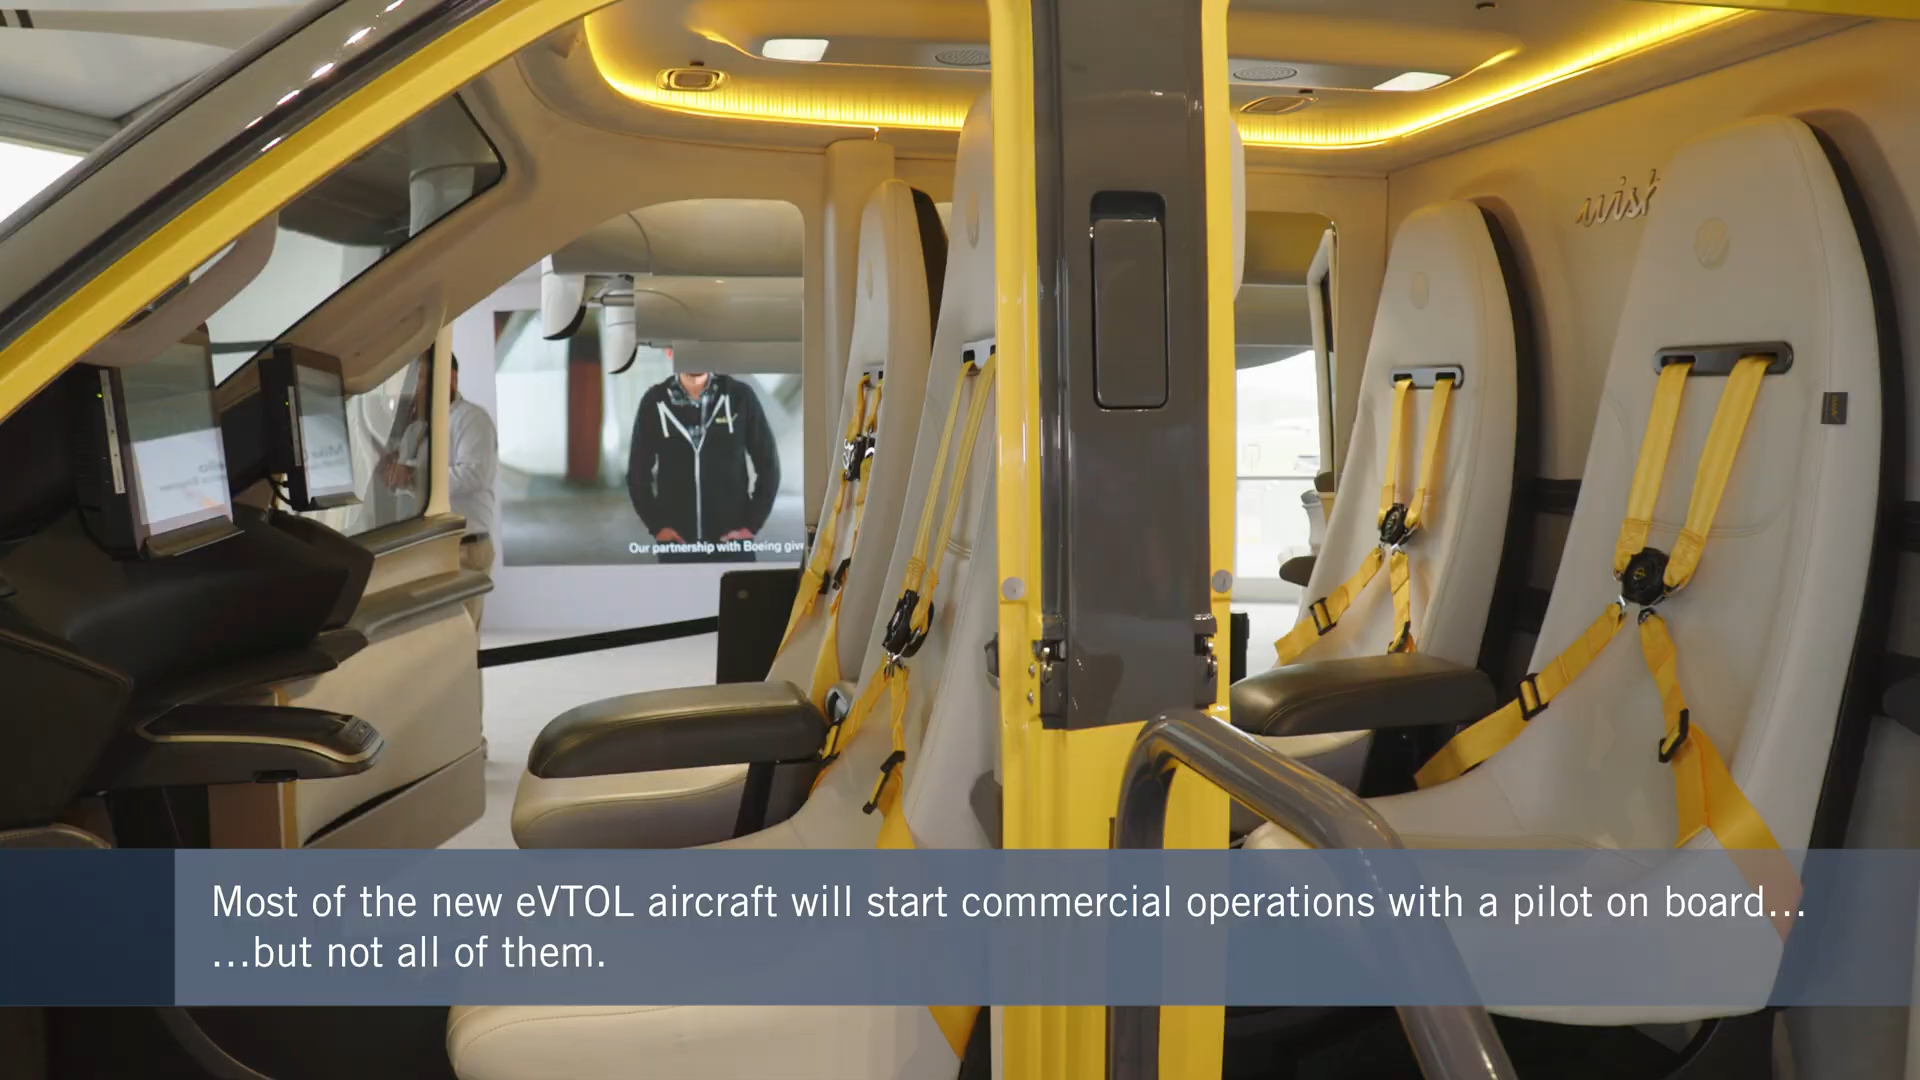 wisk
Our partnership with Boeing give
Most of the new eVTOL aircraft will start commercial operations with a pilot on board...
...but not all of them.